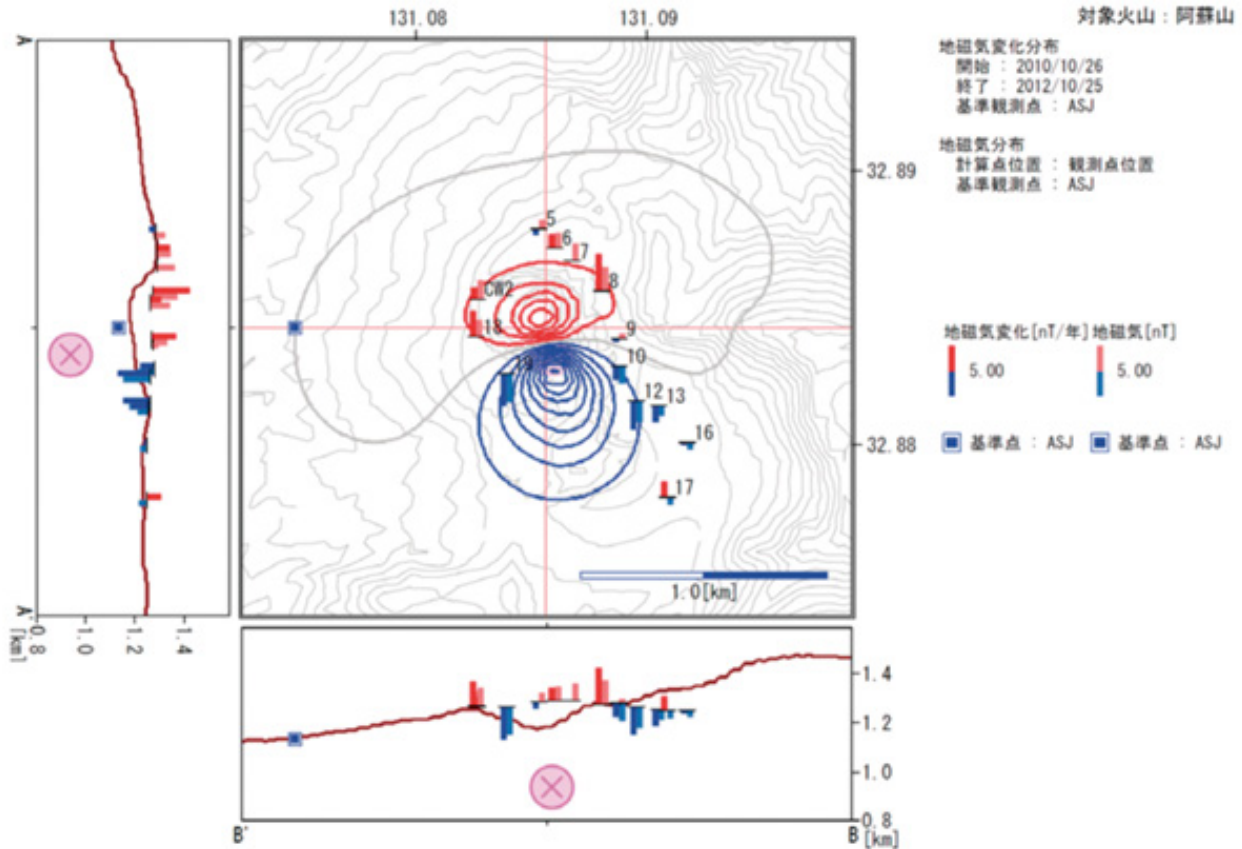 131.08
131.09
対象火山：阿蘇山
地磁気変化分布
開始 : 2010/10/26
終了 : 2012/10/25
基準観測点 : ASJ
地磁気分布
計算点位置 : 観測点位置
基準観測点 : ASJ
32.89
32.88
5
6
7
8
CW2
18
9
10
19
12
13
16
17
地磁気変化[nT/年]
地磁気[nT]
5.00
5.00
基準点 : ASJ
基準点 : ASJ
1.0[km]
A
A'
0.8
1.0
1.2
1.4
[km]
1.4
1.2
1.0
0.8
B'
B
[km]